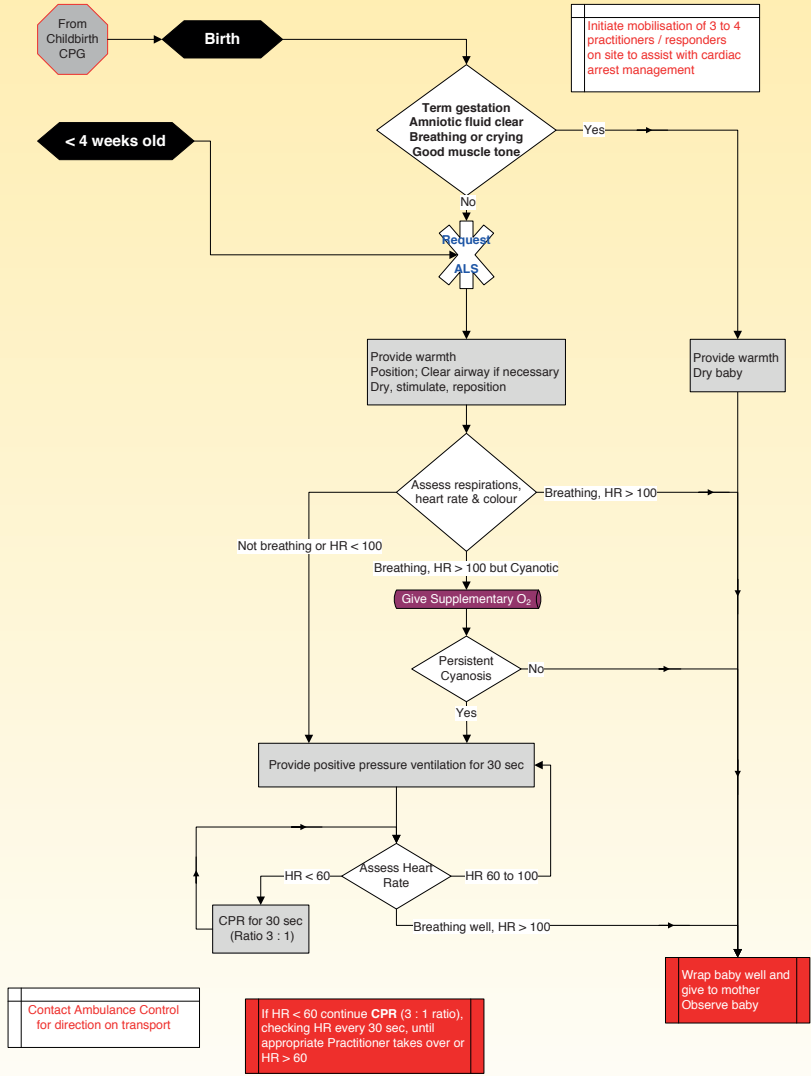 From
Childbirth
CPG
Birth
Initiate mobilisation of 3 to 4
practitioners / responders
on site to assist with cardiac
arrest management
Term gestation
Amniotic fluid clear
Breathing or crying
Good muscle tone
Yes
< 4 weeks old
No
Request
ALS
Provide warmth
Position; Clear airway if necessary
Dry, stimulate, reposition
Provide warmth
Dry baby
Assess respirations,
heart rate & colour
Breathing, HR > 100
Not breathing or HR < 100
Breathing, HR > 100 but Cyanotic
Give Supplementary O₂
Persistent
Cyanosis
No
Yes
Provide positive pressure ventilation for 30 sec
Assess Heart
Rate
HR < 60
HR 60 to 100
CPR for 30 sec
(Ratio 3 : 1)
Breathing well, HR > 100
Wrap baby well and
give to mother
Observe baby
Contact Ambulance Control
for direction on transport
If HR < 60 continue CPR (3 : 1 ratio),
checking HR every 30 sec, until
appropriate Practitioner takes over or
HR > 60